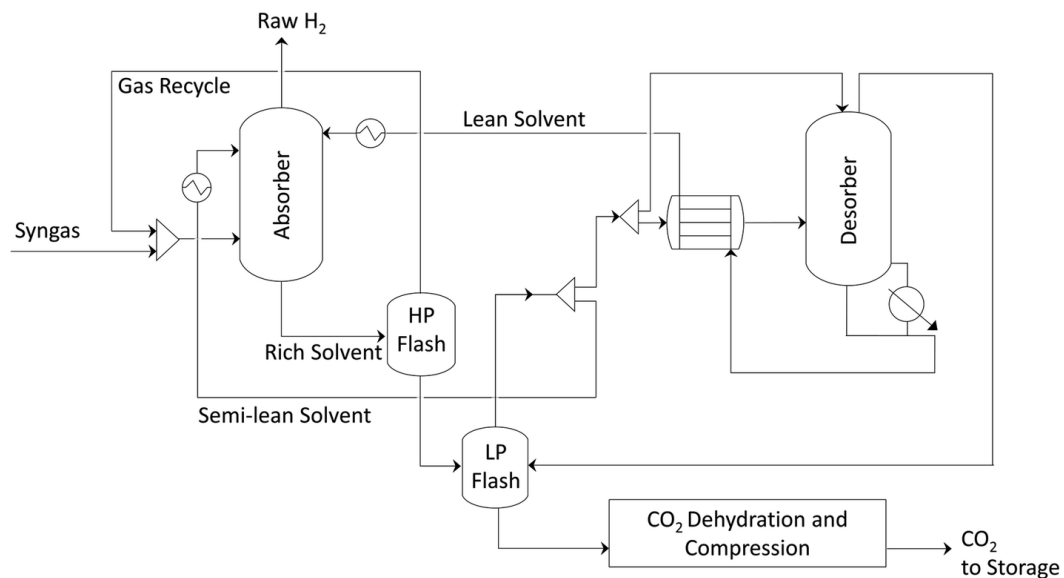 Raw H₂
Gas Recycle
Lean Solvent
Absorber
Desorber
Syngas
HP
Flash
Rich Solvent
Semi-lean Solvent
LP
Flash
CO₂ Dehydration and
Compression
CO₂
to Storage